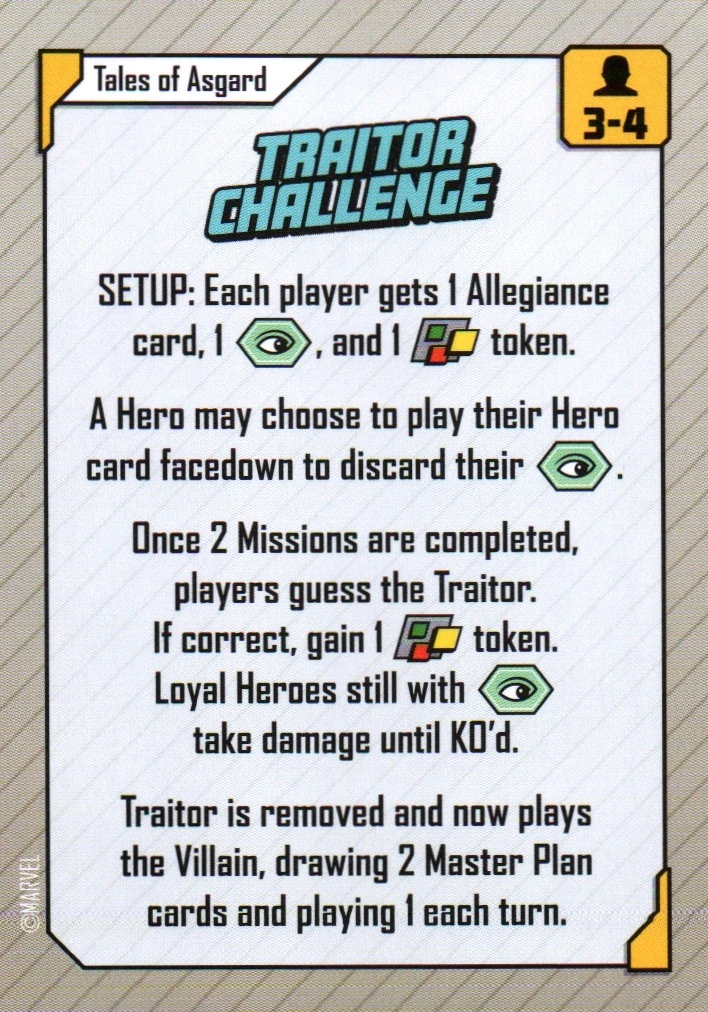 Tales of Asgard
3-4
TRAITOR
CHALLENGE
SETUP: Each player gets 1 Allegiance
card, 1 , and 1 token.
A Hero may choose to play their Hero
card facedown to discard their .
Once 2 Missions are completed,
players guess the Traitor.
If correct, gain 1 token.
Loyal Heroes still with
take damage until KO'd.
Traitor is removed and now plays
the Villain, drawing 2 Master Plan
cards and playing 1 each turn.
©MARVEL